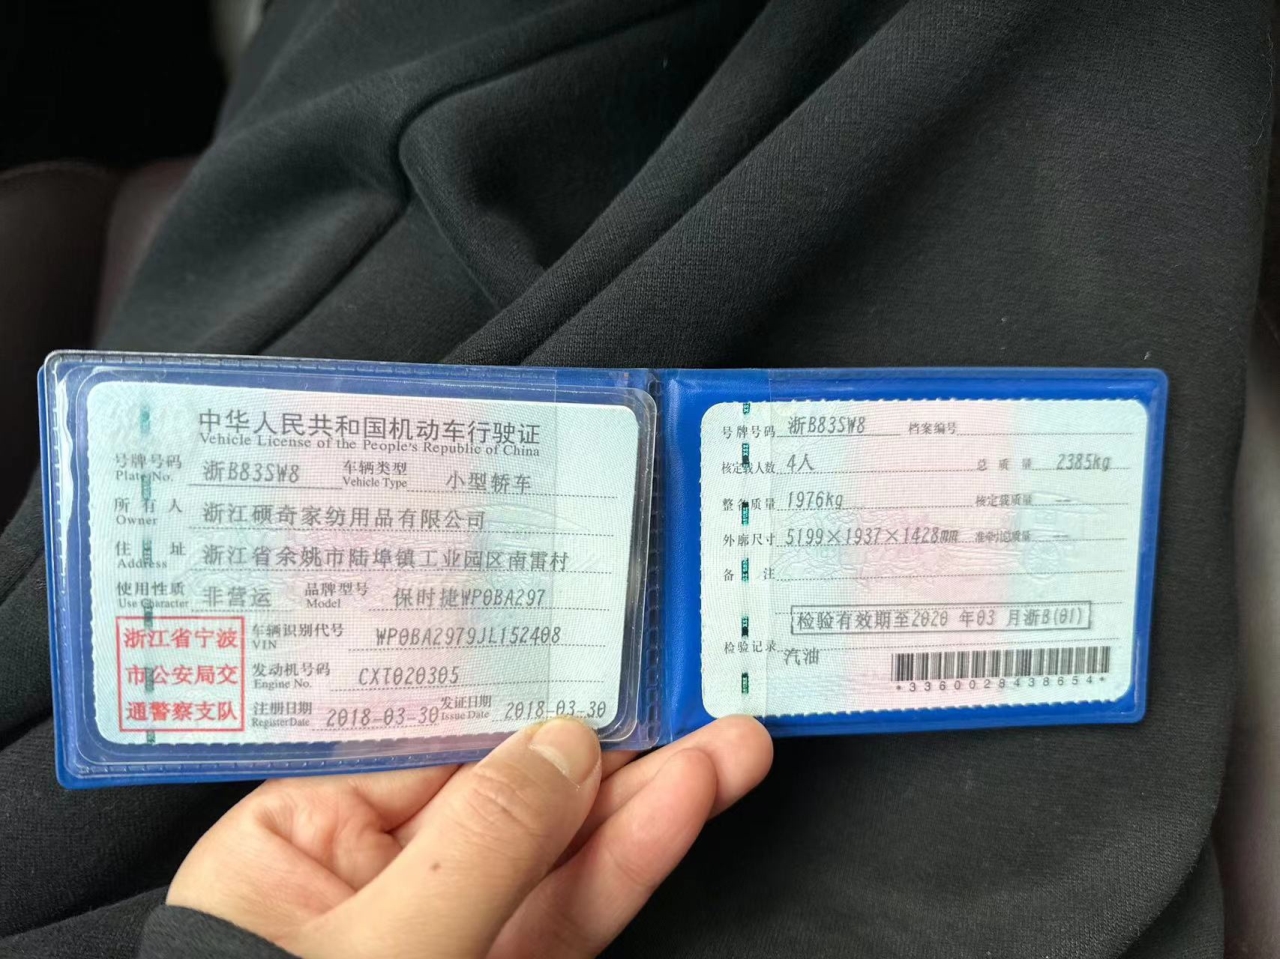 中华人民共和国机动车行驶证
Vehicle License of the People's Republic of China
号牌号码 浙B83SW8 车辆类型 小型轿车
Plate No. Vehicle Type
所有人 浙江硕奇家纺用品有限公司
Owner
住址 浙江省余姚市陆埠镇工业园区南雷村
Address
使用性质 非营运 品牌型号 保时捷WP0BA297
Use Character Model
浙江省宁波
市公安局交
通警察支队
车辆识别代号 WP0BA2979JL152408
VIN
发动机号码 CXT020305
Engine No.
注册日期 2018-03-30 发证日期 2018-03-30
Register Date Issue Date
号牌号码 浙B83SW8 档案编号
核定载人数 4人 总质量 2385kg
整备质量 1976kg 核定载质量 --
外廓尺寸 5199×1937×1428mm 准牵引总质量 --
备注
检验有效期至2020 年03 月浙B(01)
检验记录
汽油
*3360028438654*